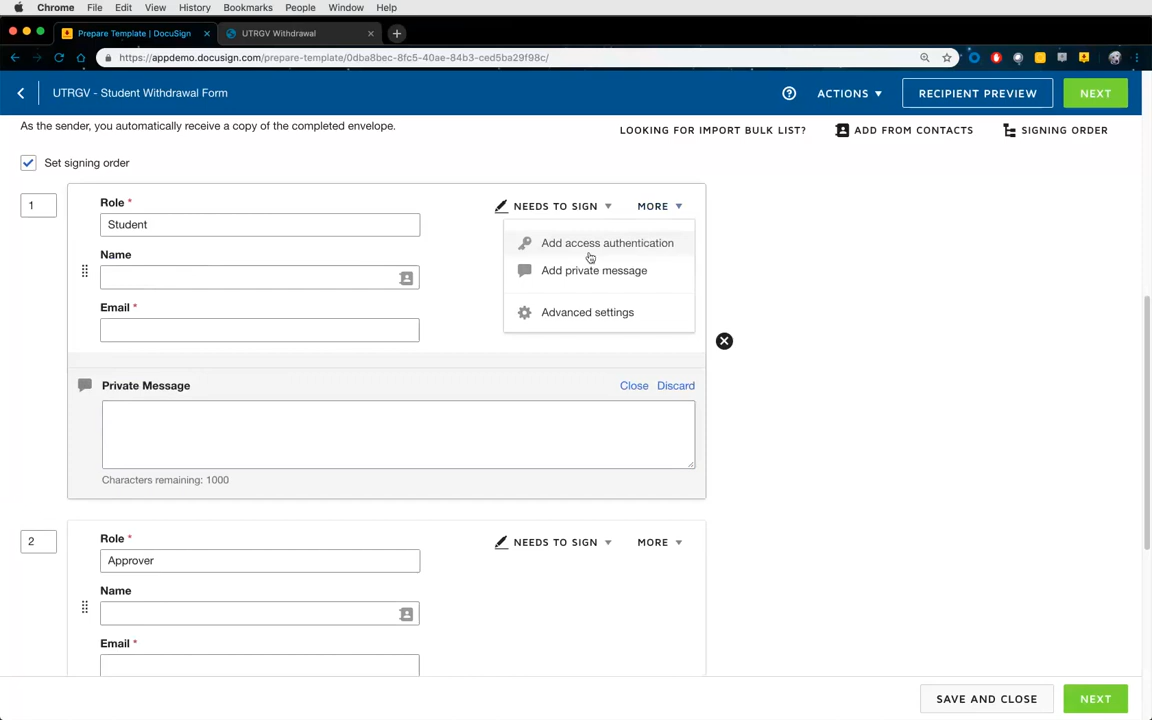 Chrome File Edit View History Bookmarks People Window Help
Prepare Template | DocuSign × UTRGV Withdrawal × +
https://appdemo.docusign.com/prepare-template/0dba8bec-8fc5-40ae-84b3-ced5ba29f98c/
UTRGV - Student Withdrawal Form ? ACTIONS RECIPIENT PREVIEW NEXT
As the sender, you automatically receive a copy of the completed envelope.
LOOKING FOR IMPORT BULK LIST? ADD FROM CONTACTS SIGNING ORDER
Set signing order
1
Role *
NEEDS TO SIGN MORE
Student
Add access authentication
Name
Add private message
Email *
Advanced settings
Private Message Close Discard
Characters remaining: 1000
2
Role *
NEEDS TO SIGN MORE
Approver
Name
Email *
SAVE AND CLOSE NEXT